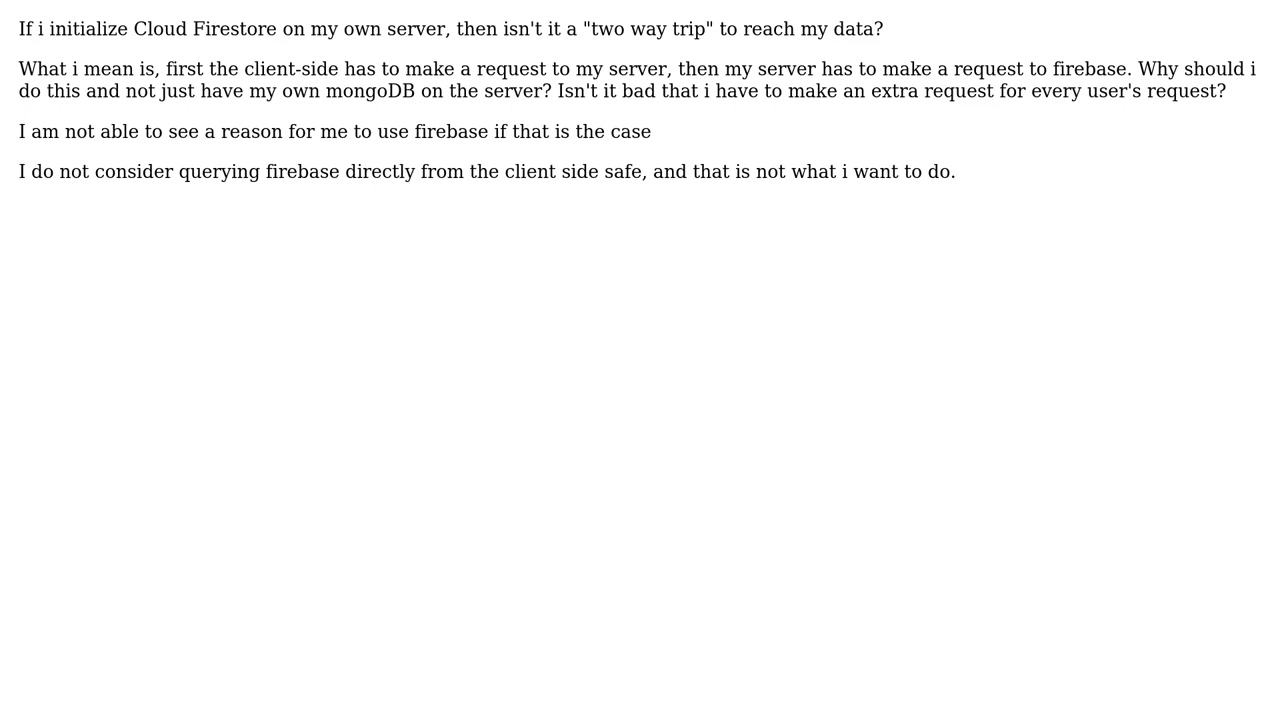 If i initialize Cloud Firestore on my own server, then isn't it a "two way trip" to reach my data?
What i mean is, first the client-side has to make a request to my server, then my server has to make a request to firebase. Why should i
do this and not just have my own mongoDB on the server? Isn't it bad that i have to make an extra request for every user's request?
I am not able to see a reason for me to use firebase if that is the case
I do not consider querying firebase directly from the client side safe, and that is not what i want to do.